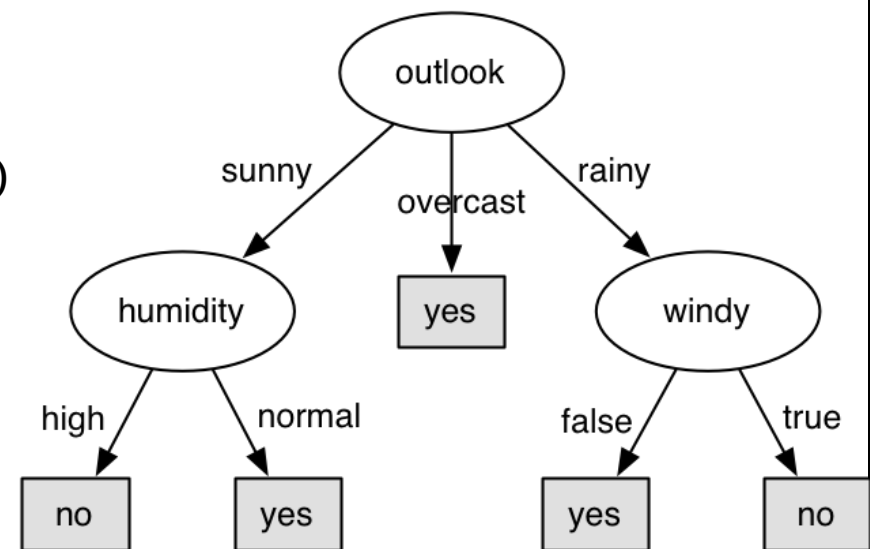 outlook
)
sunny
rainy
overcast
humidity
yes
windy
high
normal
false
true
no
yes
yes
no